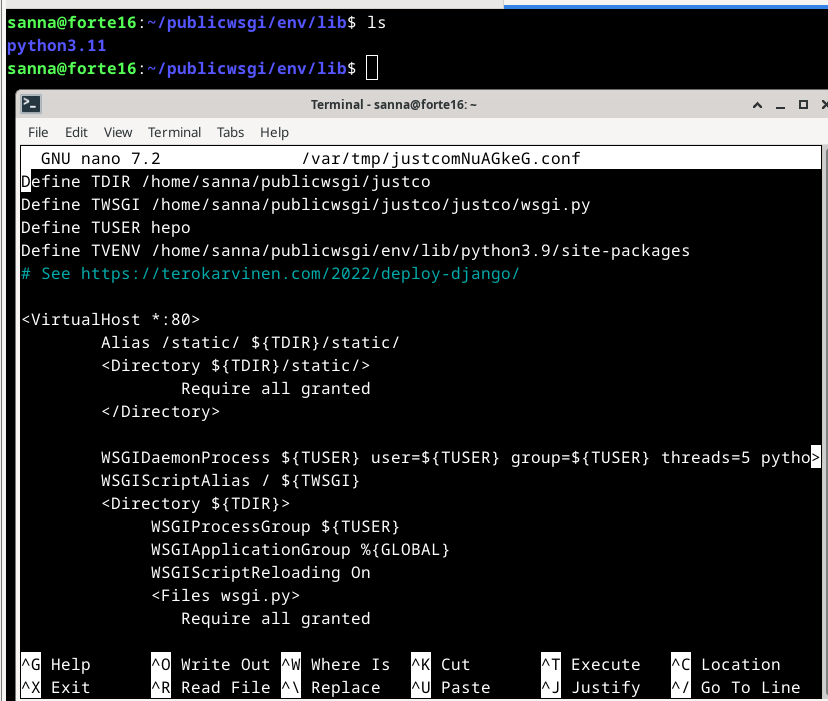 sanna@forte16:~/publicwsgi/env/lib$ ls
python3.11
sanna@forte16:~/publicwsgi/env/lib$
Terminal - sanna@forte16: ~
File Edit View Terminal Tabs Help
GNU nano 7.2 /var/tmp/justcomNuAGkeG.conf
Define TDIR /home/sanna/publicwsgi/justco
Define TWSGI /home/sanna/publicwsgi/justco/justco/wsgi.py
Define TUSER hepo
Define TVENV /home/sanna/publicwsgi/env/lib/python3.9/site-packages
# See https://terokarvinen.com/2022/deploy-django/
<VirtualHost *:80>
Alias /static/ ${TDIR}/static/
<Directory ${TDIR}/static/>
Require all granted
</Directory>
WSGIDaemonProcess ${TUSER} user=${TUSER} group=${TUSER} threads=5 pytho>
WSGIScriptAlias / ${TWSGI}
<Directory ${TDIR}>
WSGIProcessGroup ${TUSER}
WSGIApplicationGroup %{GLOBAL}
WSGIScriptReloading On
<Files wsgi.py>
Require all granted
^G Help ^O Write Out ^W Where Is ^K Cut ^T Execute ^C Location
^X Exit ^R Read File ^\ Replace ^U Paste ^J Justify ^/ Go To Line